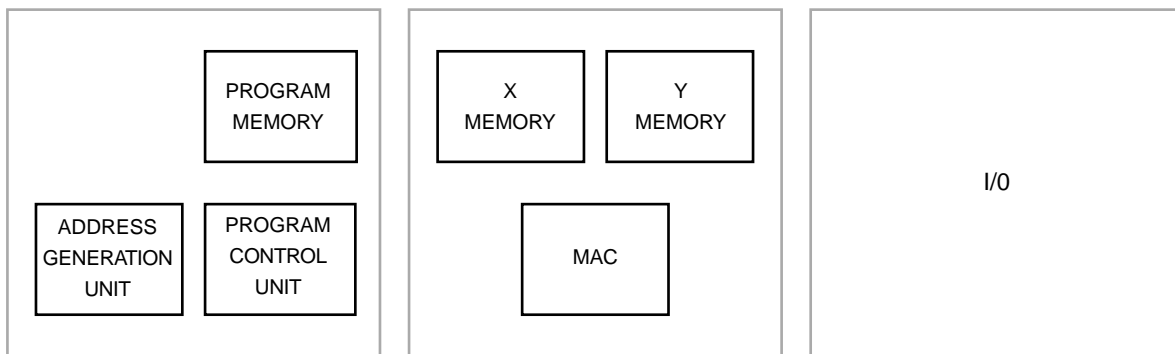 PROGRAM
MEMORY
ADDRESS
GENERATION
UNIT
PROGRAM
CONTROL
UNIT
X
MEMORY
Y
MEMORY
MAC
I/0